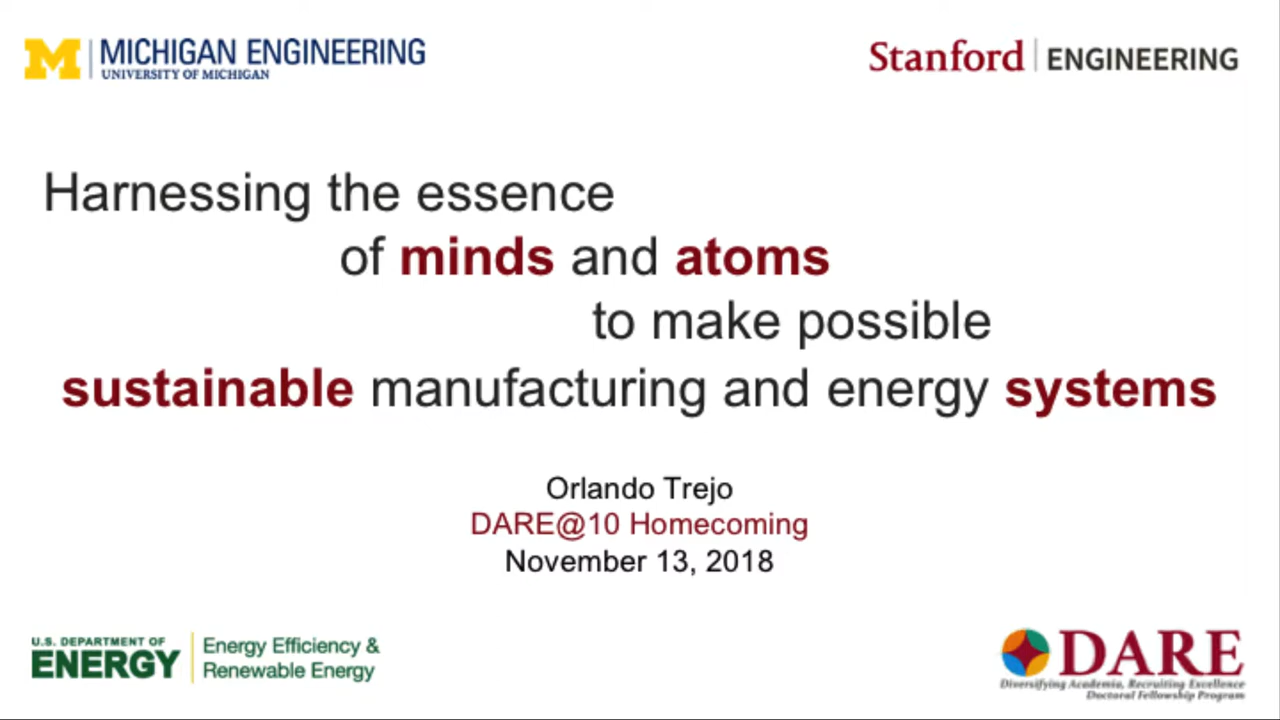 M MICHIGAN ENGINEERING
UNIVERSITY OF MICHIGAN
Stanford ENGINEERING
Harnessing the essence
of minds and atoms
to make possible
sustainable manufacturing and energy systems
Orlando Trejo
DARE@10 Homecoming
November 13, 2018
U.S. DEPARTMENT OF
ENERGY
Energy Efficiency &
Renewable Energy
DARE
Diversifying Academia, Recruiting Excellence
Doctoral Fellowship Program